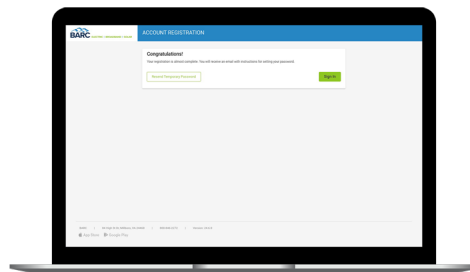 BARC
ACCOUNT REGISTRATION
Congratulations!
Your registration is almost complete. You will receive an email with instructions for setting your password.
Resend Temporary Password
Sign In
App Store
Google Play